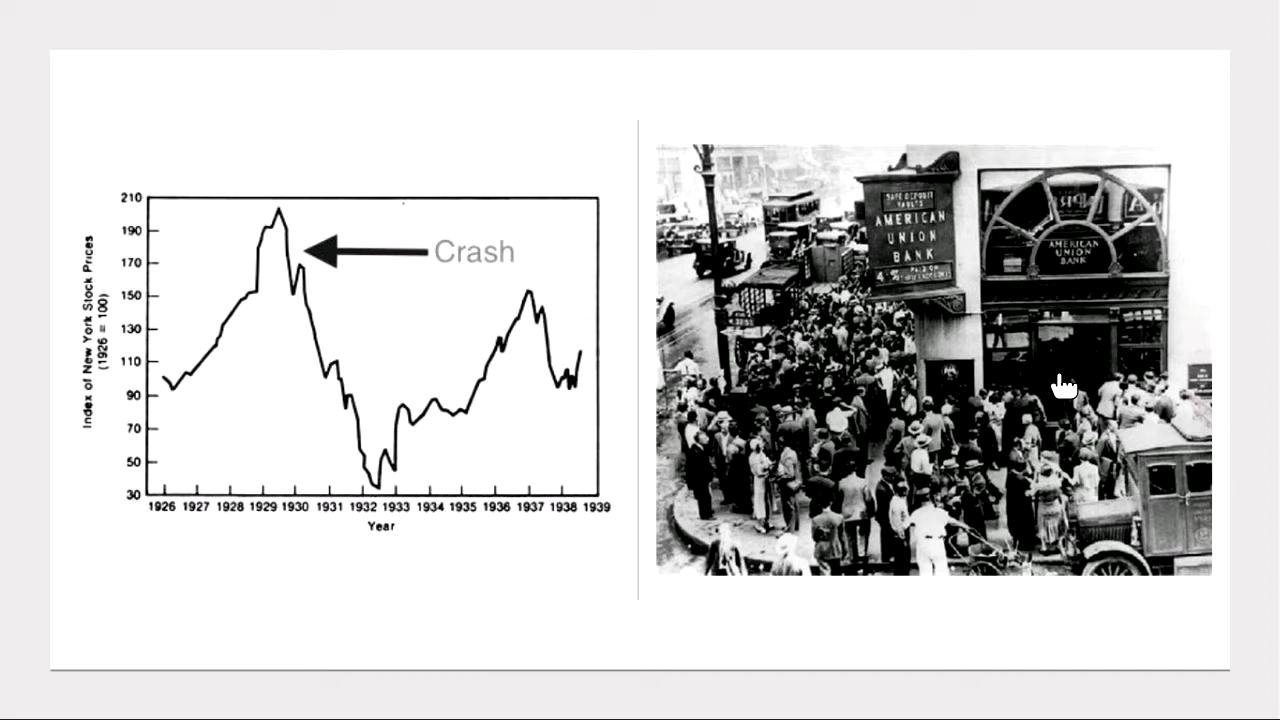 Index of New York Stock Prices
(1926 = 100)
210
190
170
150
130
110
90
70
50
30
Crash
1926 1927 1928 1929 1930 1931 1932 1933 1934 1935 1936 1937 1938 1939
Year
SAFE DEPOSIT
VAULTS
AMERICAN
UNION
BANK
PAID ON
AMERICAN
UNION
BANK